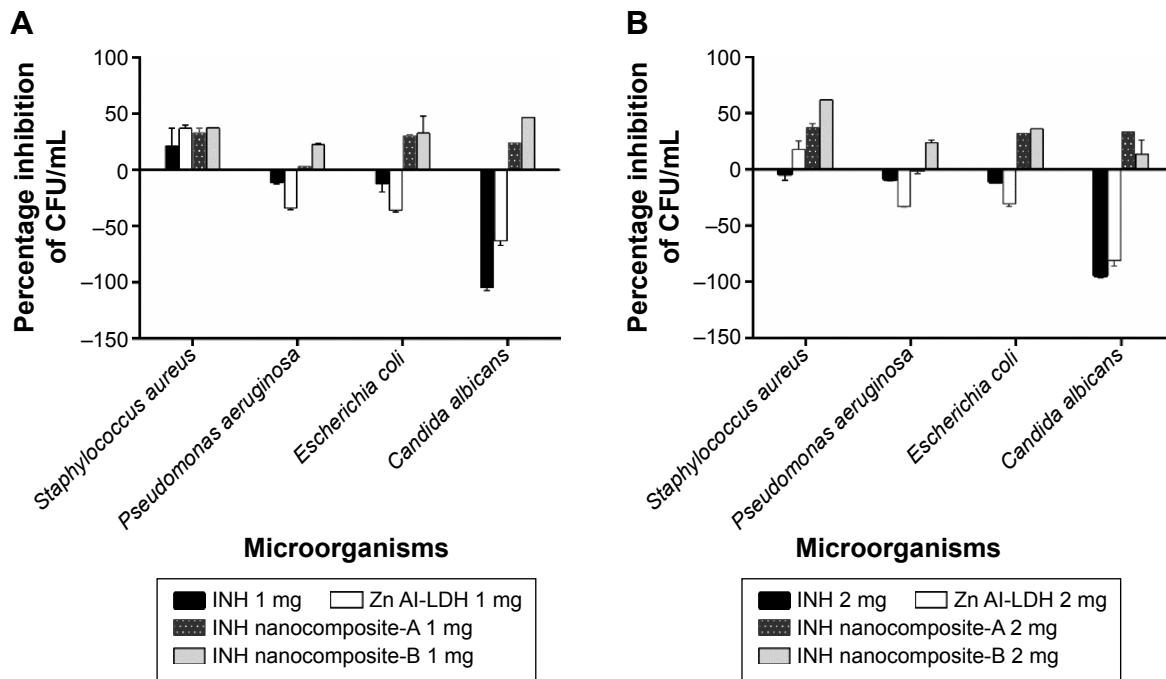 A
Percentage inhibition
of CFU/mL
100
50
0
–50
–100
–150
Staphylococcus aureus
Pseudomonas aeruginosa
Escherichia coli
Candida albicans
Microorganisms
INH 1 mg
Zn Al-LDH 1 mg
INH nanocomposite-A 1 mg
INH nanocomposite-B 1 mg
B
Percentage inhibition
of CFU/mL
100
50
0
–50
–100
–150
Staphylococcus aureus
Pseudomonas aeruginosa
Escherichia coli
Candida albicans
Microorganisms
INH 2 mg
Zn Al-LDH 2 mg
INH nanocomposite-A 2 mg
INH nanocomposite-B 2 mg